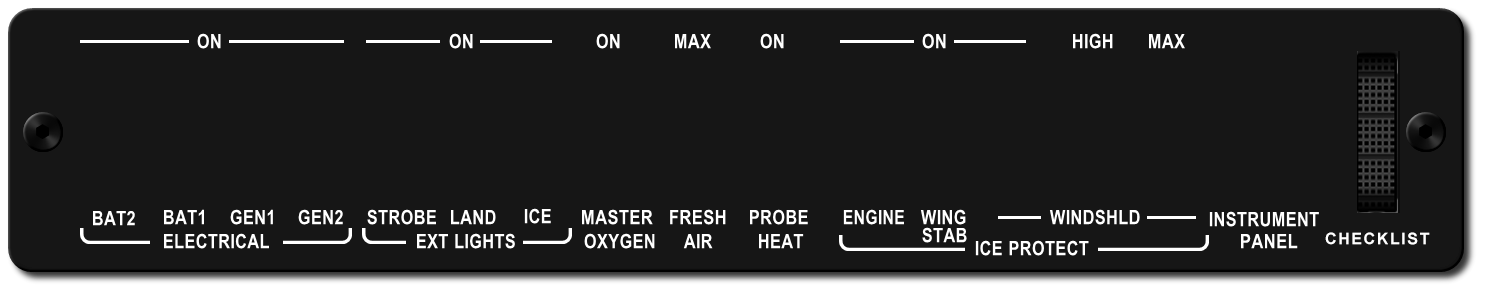 ON ON ON MAX ON ON HIGH MAX
BAT2 BAT1 GEN1 GEN2 STROBE LAND ICE MASTER FRESH PROBE ENGINE WING WINDSHLD INSTRUMENT
ELECTRICAL EXT LIGHTS OXYGEN AIR HEAT STAB ICE PROTECT PANEL CHECKLIST